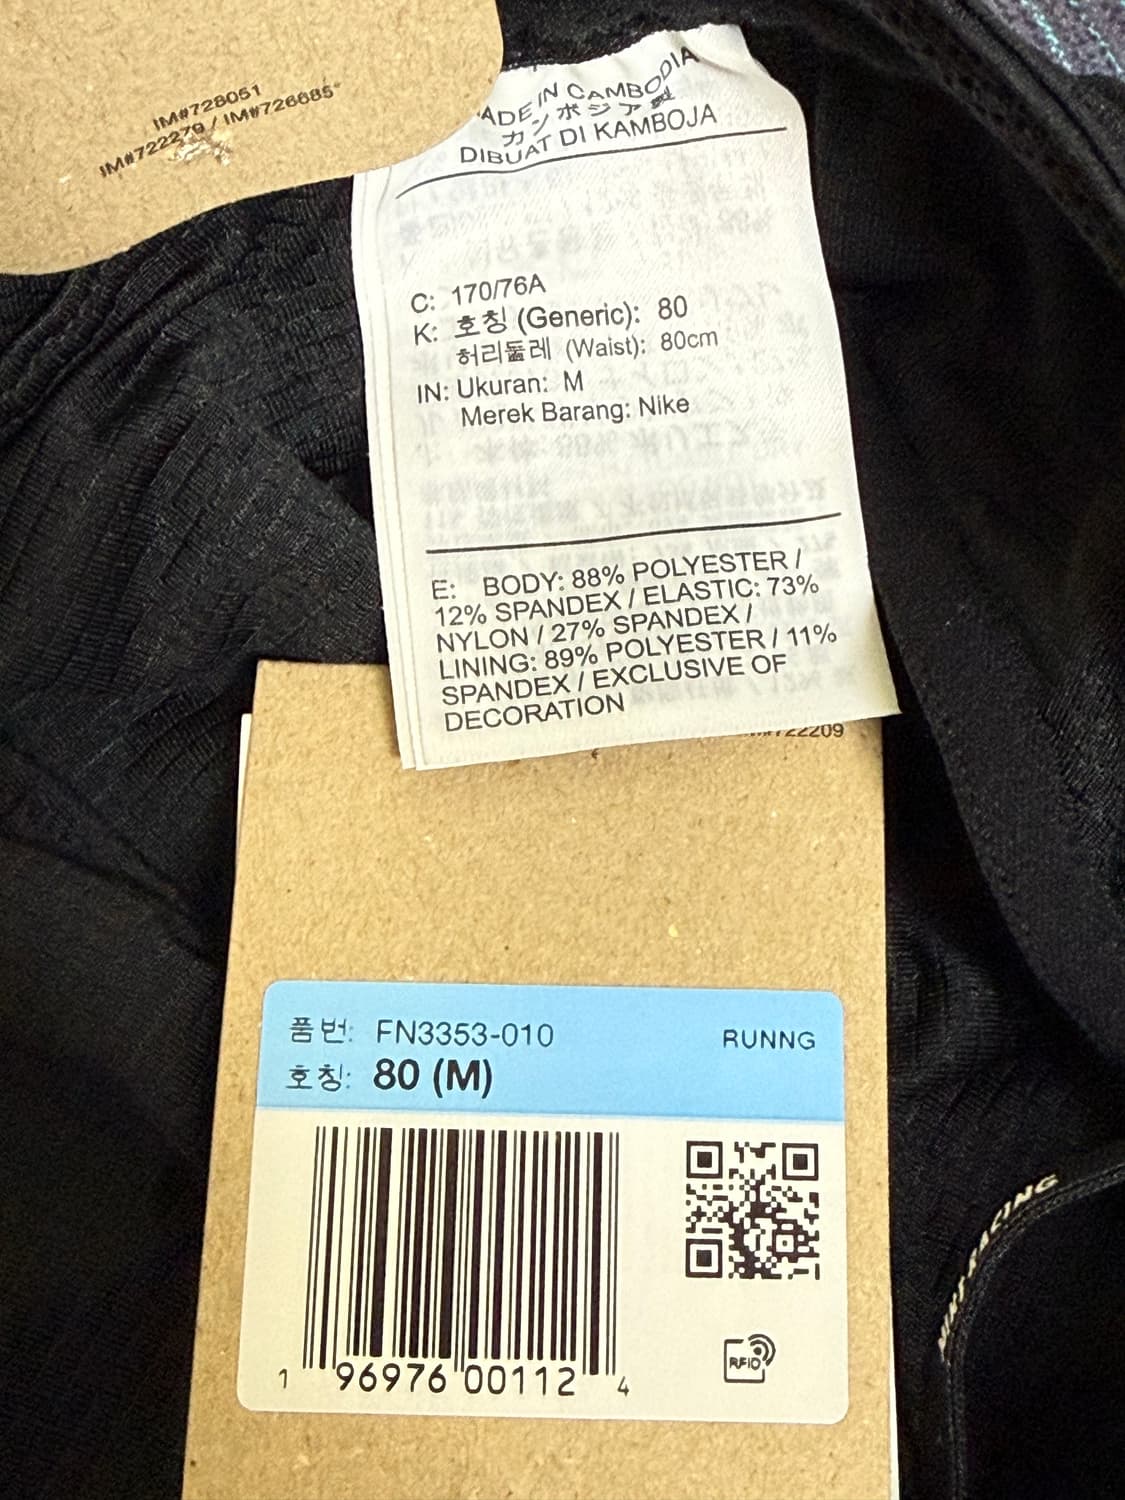 IM#728051
IM#722279 / IM#726685*
MADE IN CAMBODIA
カンボジア製
DIBUAT DI KAMBOJA
C: 170/76A
K: 호칭 (Generic): 80
허리둘레 (Waist): 80cm
IN: Ukuran: M
Merek Barang: Nike
E: BODY: 88% POLYESTER /
12% SPANDEX / ELASTIC: 73%
NYLON / 27% SPANDEX /
LINING: 89% POLYESTER / 11%
SPANDEX / EXCLUSIVE OF
DECORATION
품번: FN3353-010
RUNNG
호칭: 80 (M)
1 96976 00112 4
RFID
RACING